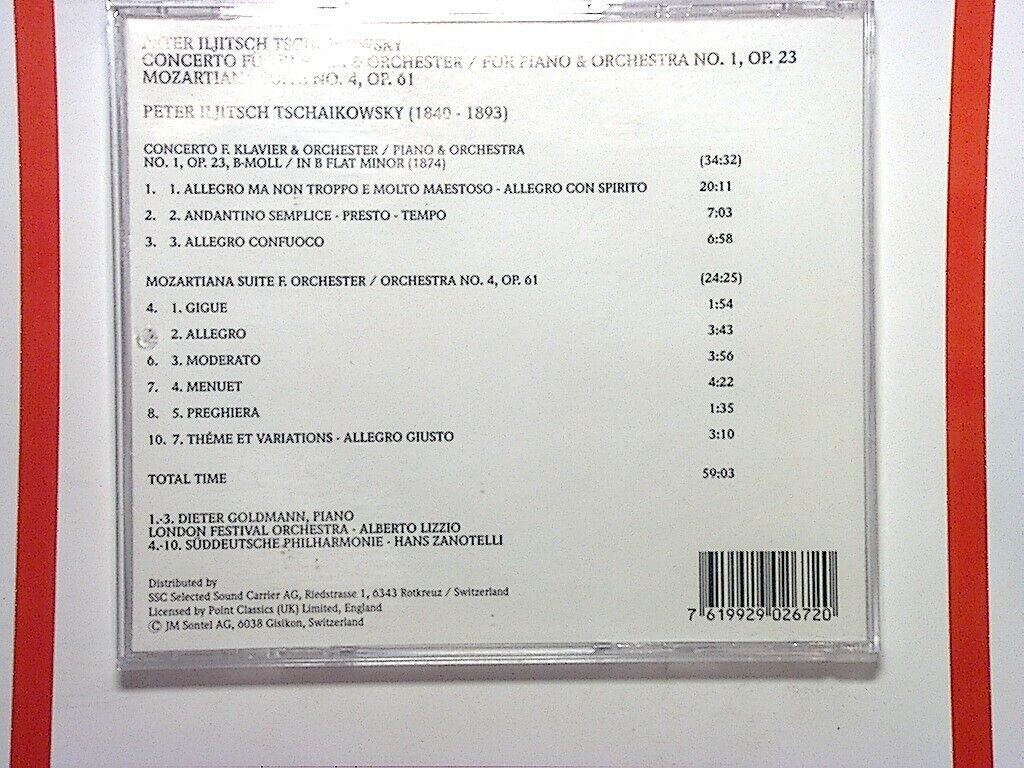 PETER ILJITSCH TSCHAIKOWSKY
CONCERTO & ORCHESTER / FOR PIANO & ORCHESTRA NO. 1, OP. 23
MOZARTIANA NO. 4, OP. 61
PETER ILJITSCH TSCHAIKOWSKY (1840 - 1893)
CONCERTO F. KLAVIER & ORCHESTER / PIANO & ORCHESTRA
NO. 1, OP. 23, B-MOLL / IN B FLAT MINOR (1874) (34:32)
1. 1. ALLEGRO MA NON TROPPO E MOLTO MAESTOSO - ALLEGRO CON SPIRITO 20:11
2. 2. ANDANTINO SEMPLICE - PRESTO - TEMPO 7:03
3. 3. ALLEGRO CONFUOCO 6:58
MOZARTIANA SUITE F. ORCHESTER / ORCHESTRA NO. 4, OP. 61 (24:25)
4. 1. GIGUE 1:54
2. ALLEGRO 3:43
6. 3. MODERATO 3:56
7. 4. MENUET 4:22
8. 5. PREGHIERA 1:35
10. 7. THÉME ET VARIATIONS - ALLEGRO GIUSTO 3:10
TOTAL TIME 59:03
1.-3. DIETER GOLDMANN, PIANO
LONDON FESTIVAL ORCHESTRA - ALBERTO LIZZIO
4.-10. SÜDDEUTSCHE PHILHARMONIE - HANS ZANOTELLI
Distributed by
SSC Selected Sound Carrier AG, Riedstrasse 1, 6343 Rotkreuz / Switzerland
Licensed by Point Classics (UK) Limited, England
© JM Sontel AG, 6038 Gisikon, Switzerland
7 619929 026720